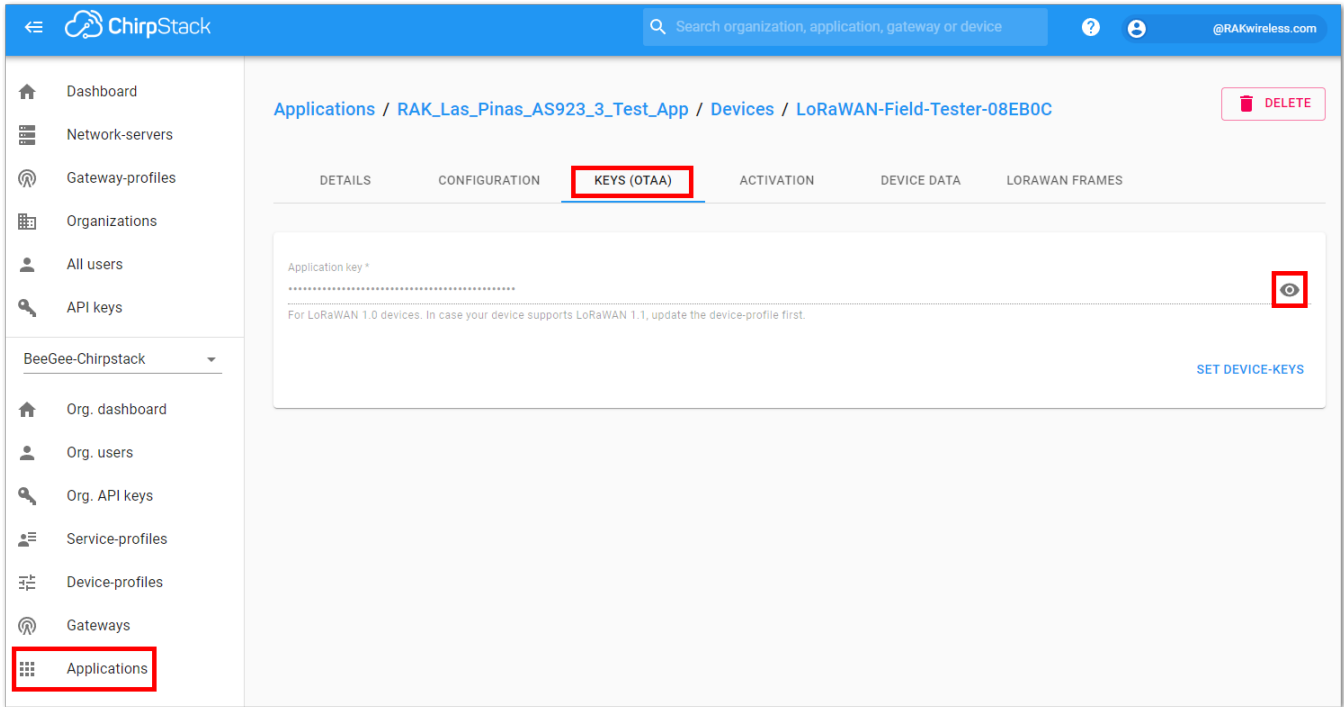 ChirpStack
Search organization, application, gateway or device
?
@RAKwireless.com
Dashboard
Network-servers
Gateway-profiles
Organizations
All users
API keys
BeeGee-Chirpstack
Org. dashboard
Org. users
Org. API keys
Service-profiles
Device-profiles
Gateways
Applications
Applications / RAK_Las_Pinas_AS923_3_Test_App / Devices / LoRaWAN-Field-Tester-08EB0C
DELETE
DETAILS CONFIGURATION KEYS (OTAA) ACTIVATION DEVICE DATA LORAWAN FRAMES
Application key *
For LoRaWAN 1.0 devices. In case your device supports LoRaWAN 1.1, update the device-profile first.
SET DEVICE-KEYS